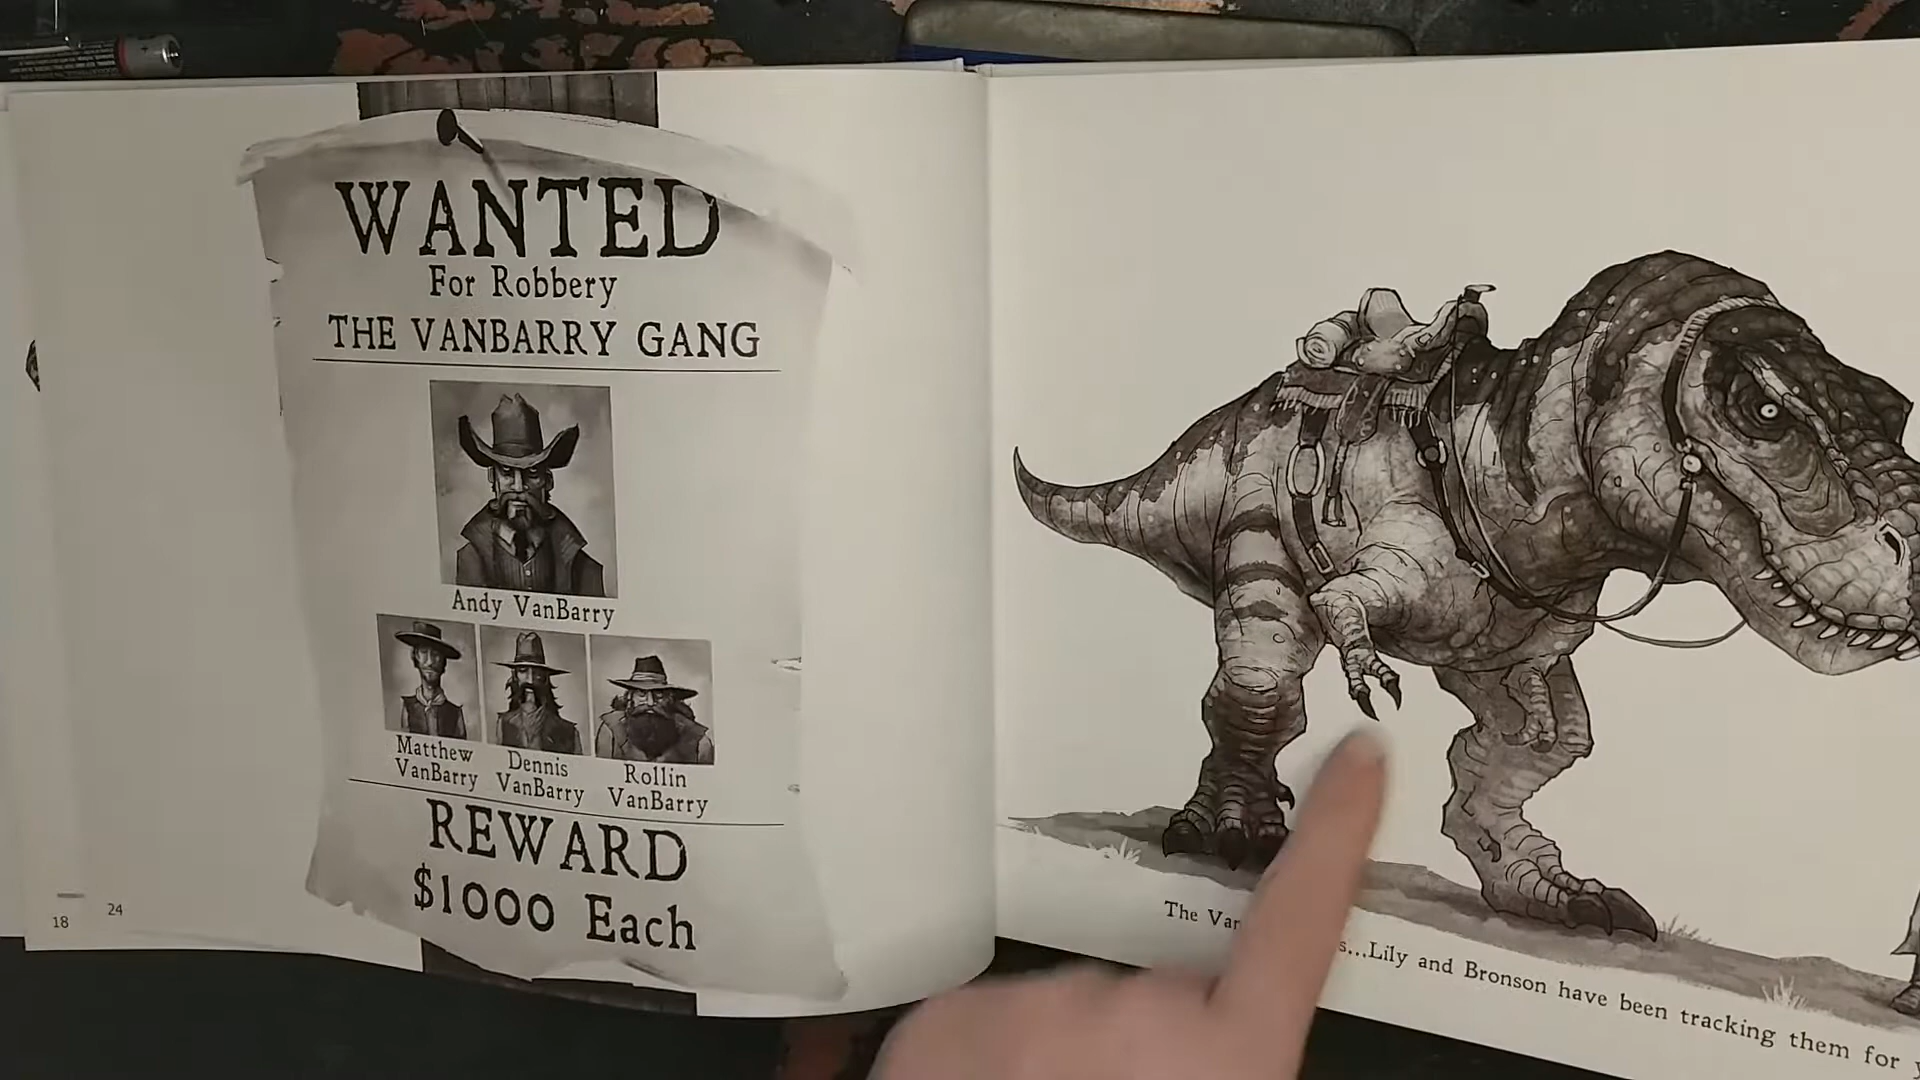 WANTED
For Robbery
THE VANBARRY GANG
Andy VanBarry
Matthew
VanBarry
Dennis
VanBarry
Rollin
VanBarry
REWARD
$1000 Each
18
24
The
s...Lily and Bronson have been tracking them for